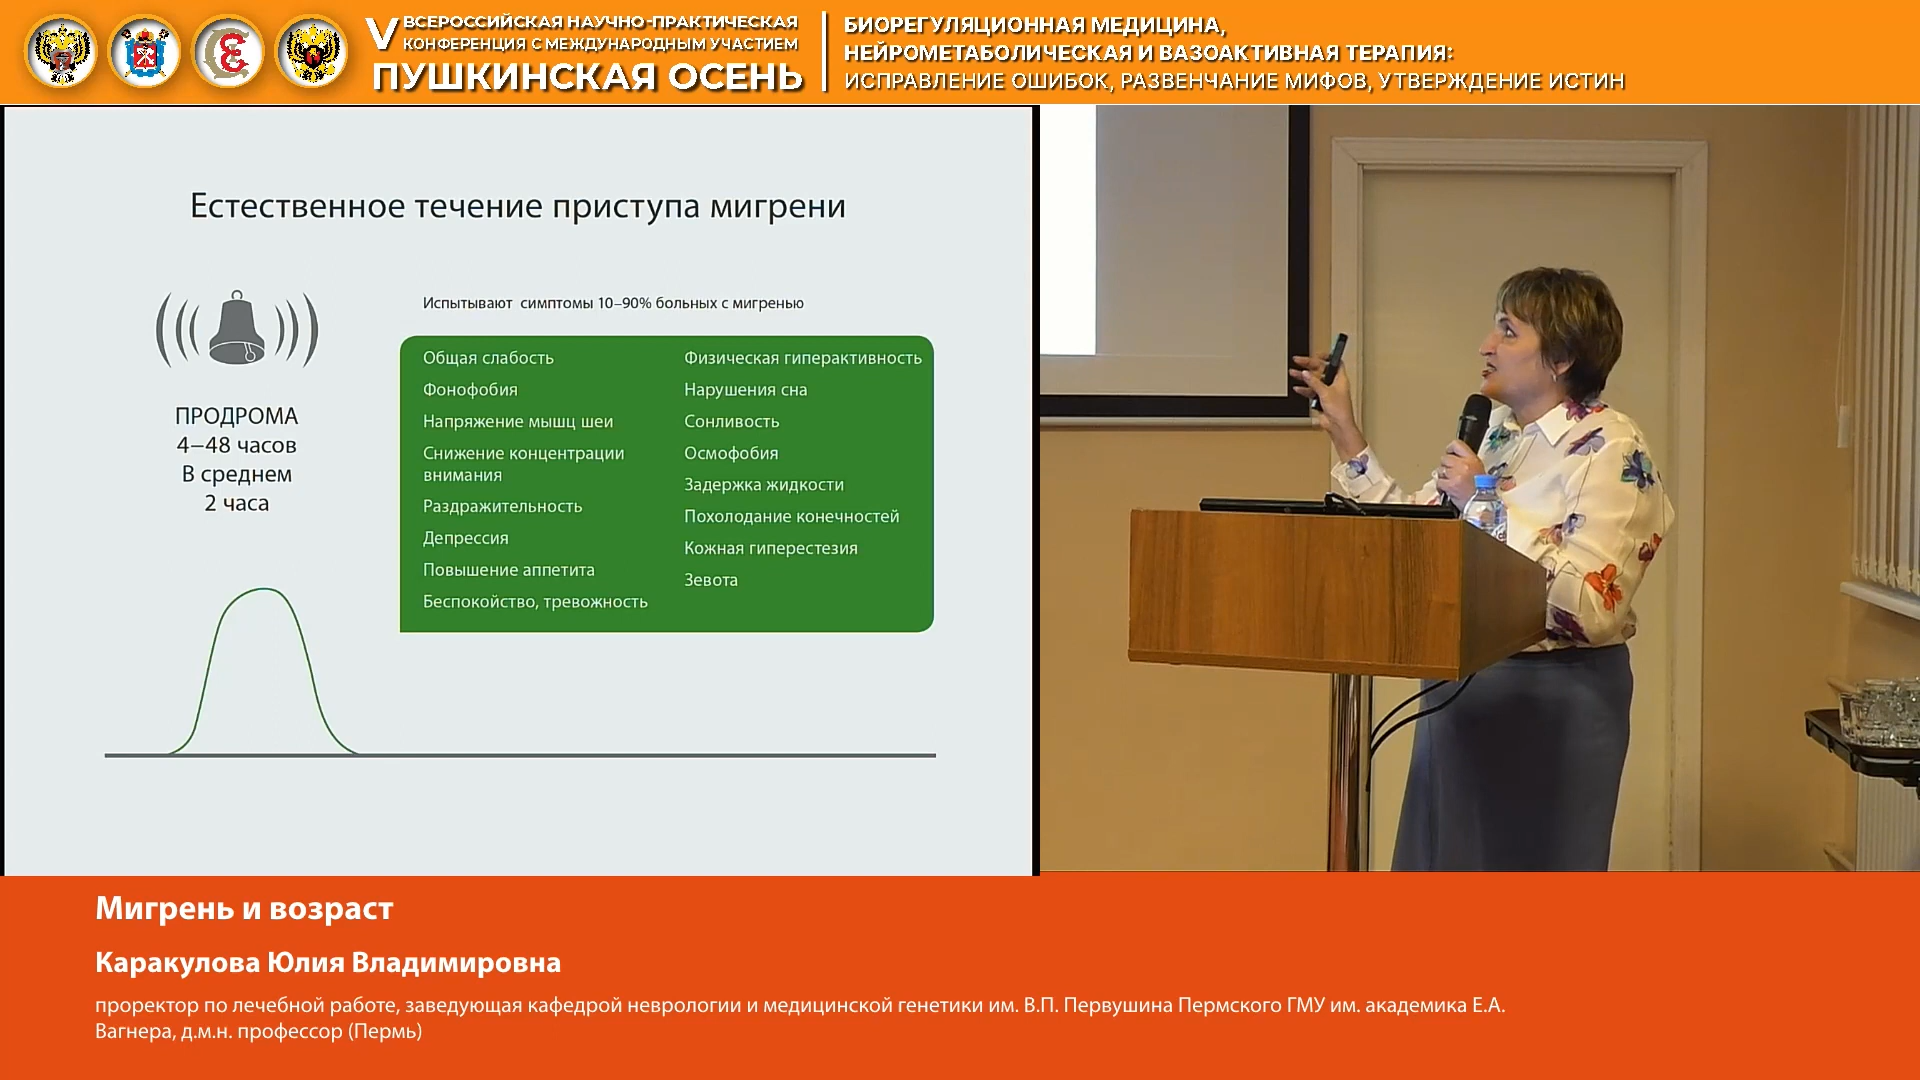 V ВСЕРОССИЙСКАЯ НАУЧНО-ПРАКТИЧЕСКАЯ
КОНФЕРЕНЦИЯ С МЕЖДУНАРОДНЫМ УЧАСТИЕМ
ПУШКИНСКАЯ ОСЕНЬ
БИОРЕГУЛЯЦИОННАЯ МЕДИЦИНА,
НЕЙРОМЕТАБОЛИЧЕСКАЯ И ВАЗОАКТИВНАЯ ТЕРАПИЯ:
ИСПРАВЛЕНИЕ ОШИБОК, РАЗВЕНЧАНИЕ МИФОВ, УТВЕРЖДЕНИЕ ИСТИН
Естественное течение приступа мигрени
ПРОДРОМА
4–48 часов
В среднем
2 часа
Испытывают симптомы 10–90% больных с мигренью
Общая слабость
Фонофобия
Напряжение мышц шеи
Снижение концентрации
внимания
Раздражительность
Депрессия
Повышение аппетита
Беспокойство, тревожность
Физическая гиперактивность
Нарушения сна
Сонливость
Осмофобия
Задержка жидкости
Похолодание конечностей
Кожная гиперестезия
Зевота
Мигрень и возраст
Каракулова Юлия Владимировна
проректор по лечебной работе, заведующая кафедрой неврологии и медицинской генетики им. В.П. Первушина Пермского ГМУ им. академика Е.А.
Вагнера, д.м.н. профессор (Пермь)